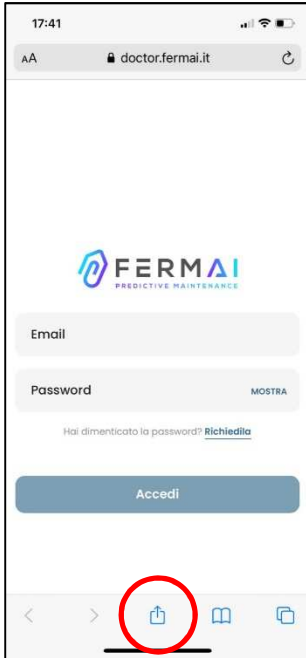 17:41
AA doctor.fermai.it
FERMAI
PREDICTIVE MAINTENANCE
Email
Password MOSTRA
Hai dimenticato la password? Richiedila
Accedi